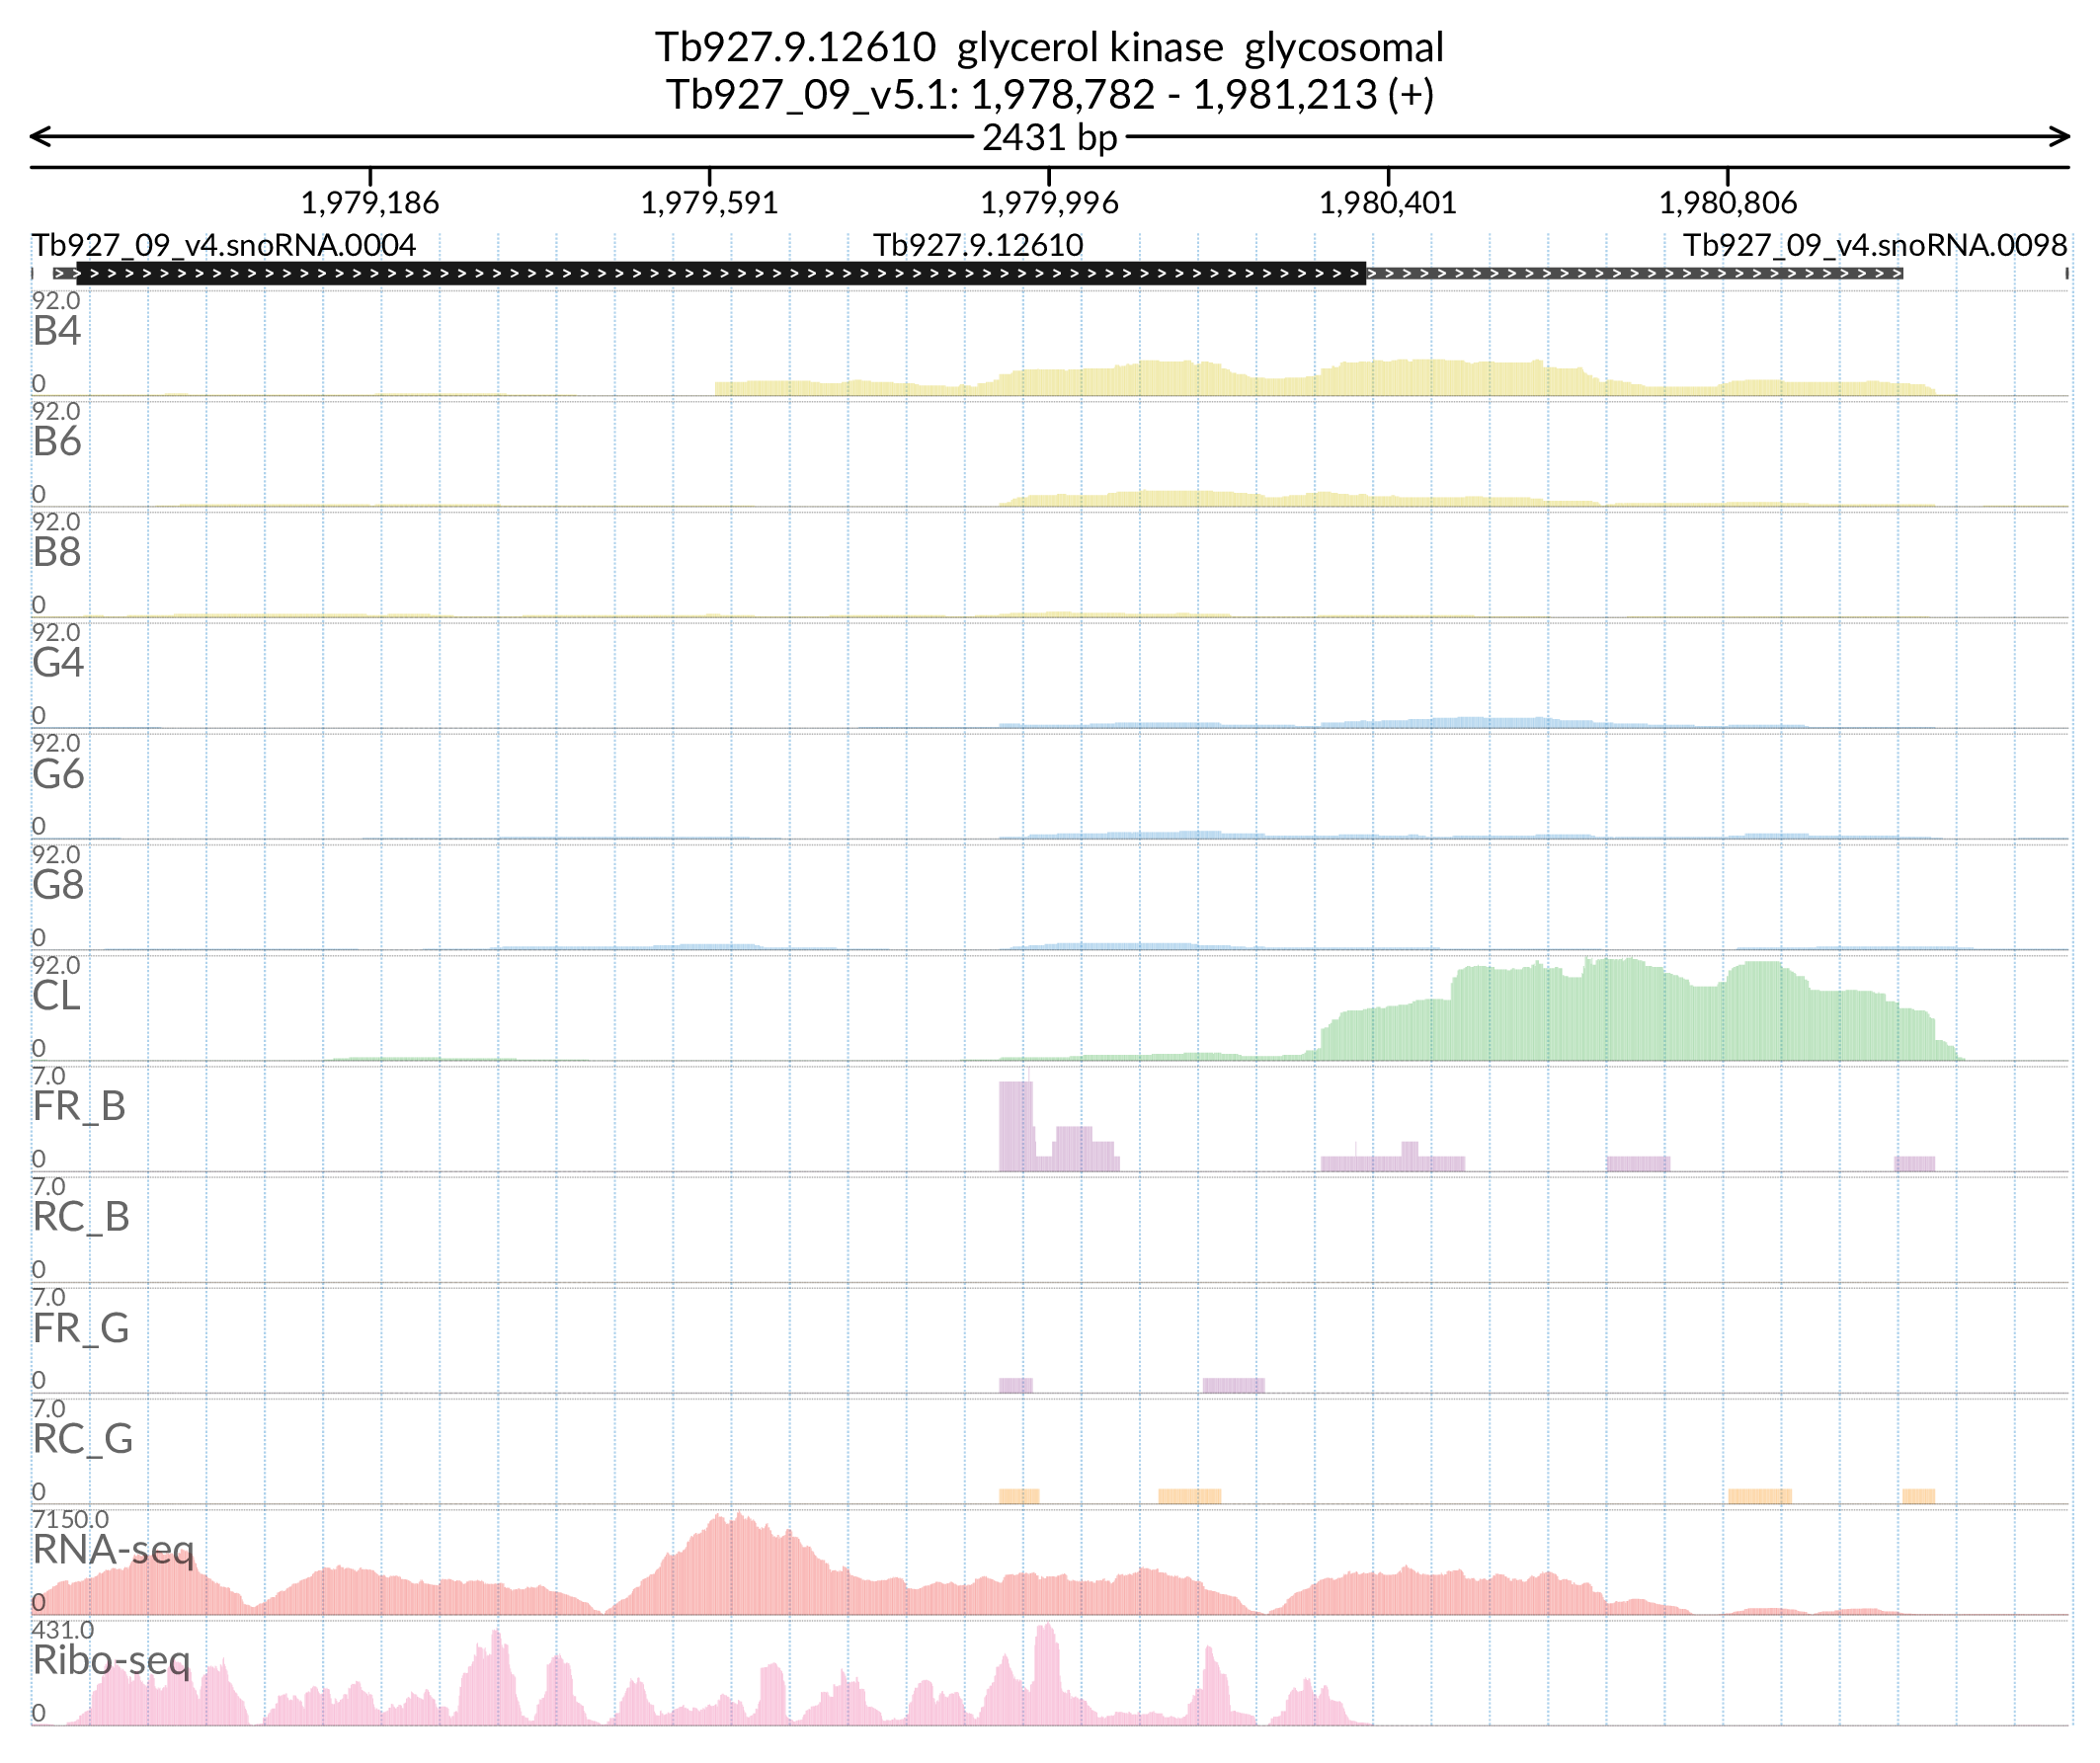 Tb927.9.12610 glycerol kinase glycosomal
Tb927_09_v5.1: 1,978,782 - 1,981,213 (+)
2431 bp
1,979,186 1,979,591 1,979,996 1,980,401 1,980,806
Tb927_09_v4.snoRNA.0004 Tb927.9.12610 Tb927_09_v4.snoRNA.0098
92.0
B4
0
92.0
B6
0
92.0
B8
0
92.0
G4
0
92.0
G6
0
92.0
G8
0
92.0
CL
0
7.0
FR_B
0
7.0
RC_B
0
7.0
FR_G
0
7.0
RC_G
0
7150.0
RNA-seq
0
431.0
Ribo-seq
0